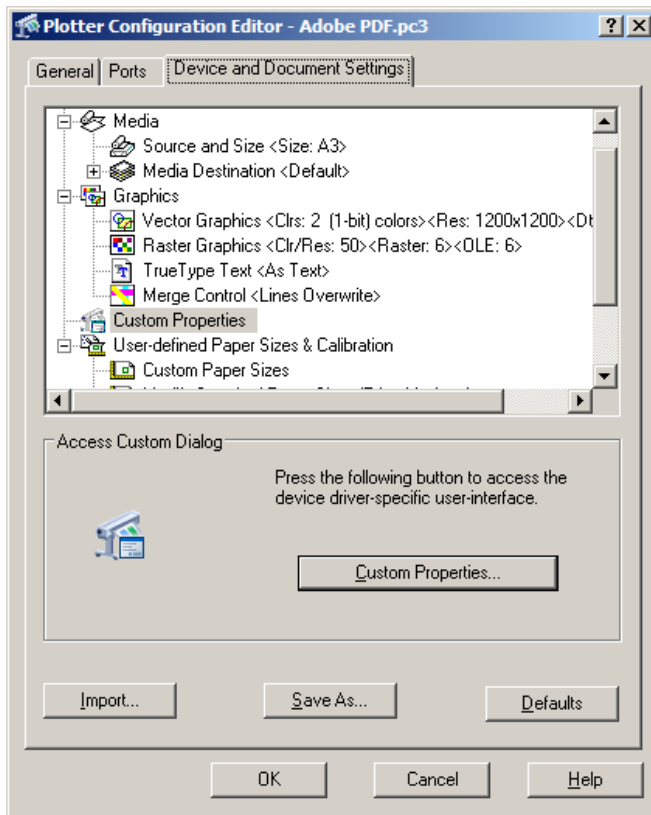 Plotter Configuration Editor - Adobe PDF.pc3
General Ports Device and Document Settings
Media
Source and Size <Size: A3>
Media Destination <Default>
Graphics
Vector Graphics <Clrs: 2 (1-bit) colors><Res: 1200x1200><Dt
Raster Graphics <Clr/Res: 50><Raster: 6><OLE: 6>
TrueType Text <As Text>
Merge Control <Lines Overwrite>
Custom Properties
User-defined Paper Sizes & Calibration
Custom Paper Sizes
Access Custom Dialog
Press the following button to access the
device driver-specific user-interface.
Custom Properties...
Import... Save As... Defaults
OK Cancel Help